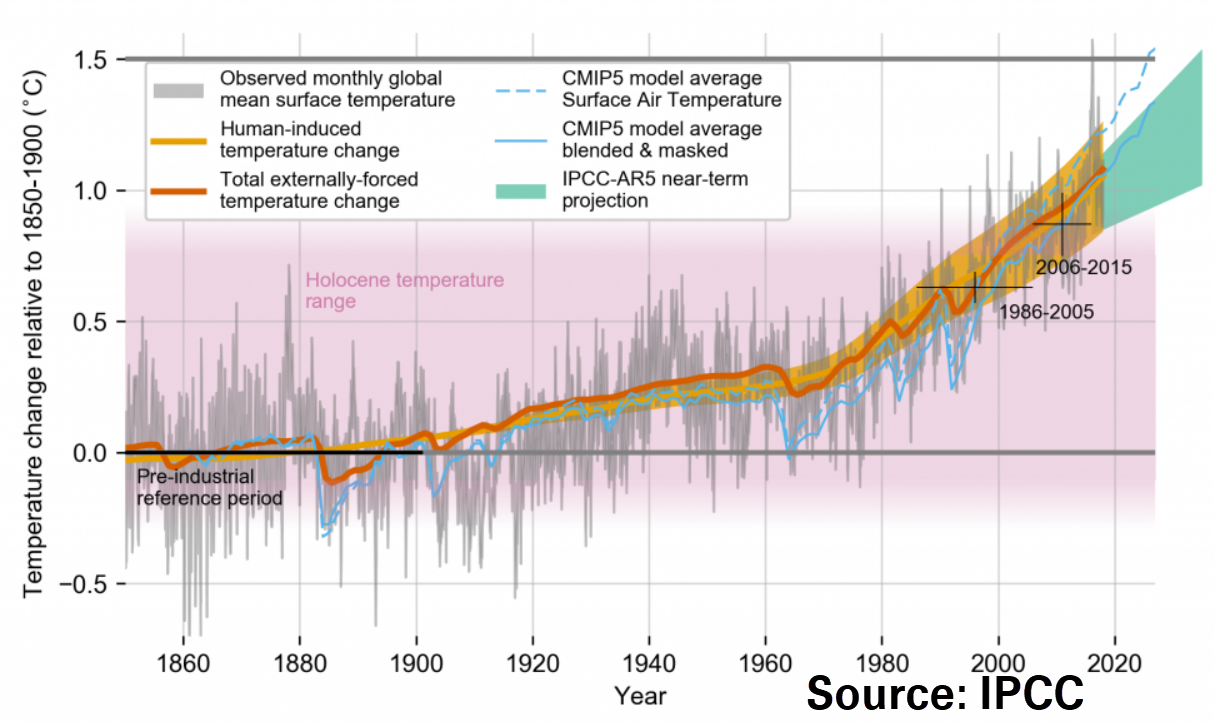 Temperature change relative to 1850-1900 (°C)
1.5
1.0
0.5
0.0
−0.5
Observed monthly global
mean surface temperature
Human-induced
temperature change
Total externally-forced
temperature change
CMIP5 model average
Surface Air Temperature
CMIP5 model average
blended & masked
IPCC-AR5 near-term
projection
Holocene temperature
range
2006-2015
1986-2005
Pre-industrial
reference period
1860 1880 1900 1920 1940 1960 1980 2000 2020
Year
Source: IPCC